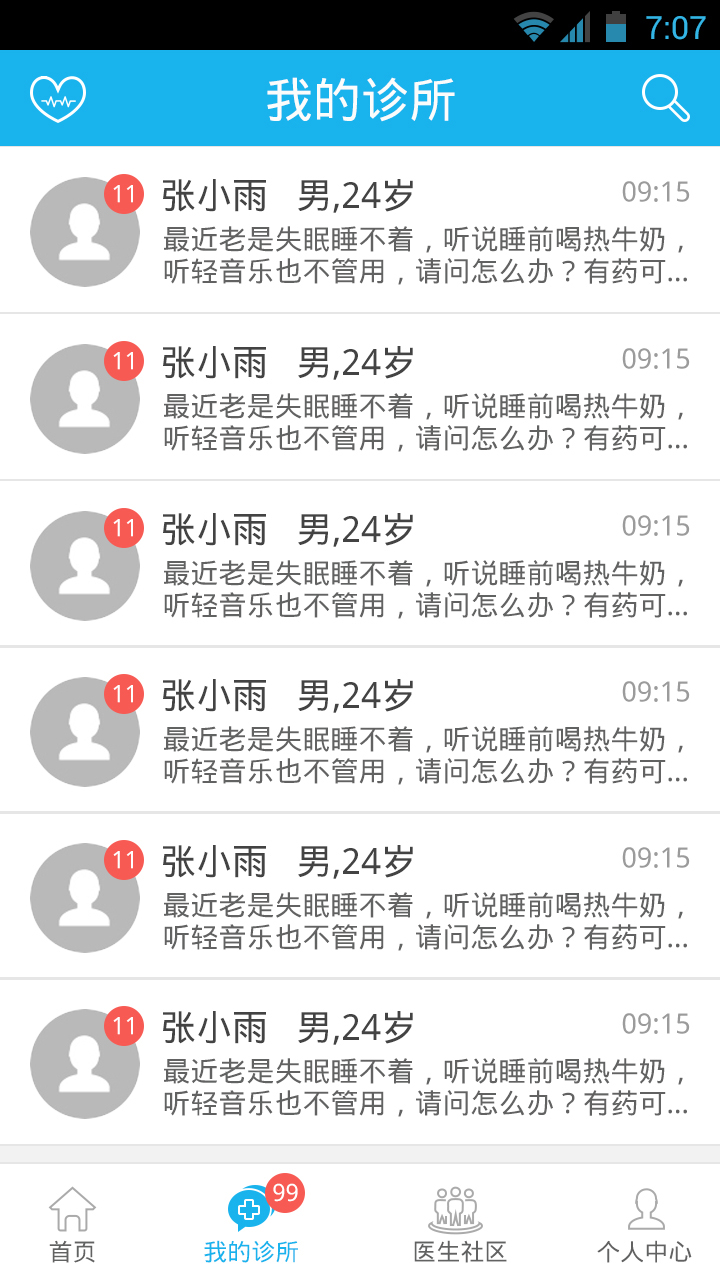 7:07
我的诊所
11
张小雨 男,24岁 09:15
最近老是失眠睡不着，听说睡前喝热牛奶，
听轻音乐也不管用，请问怎么办？有药可...
11
张小雨 男,24岁 09:15
最近老是失眠睡不着，听说睡前喝热牛奶，
听轻音乐也不管用，请问怎么办？有药可...
11
张小雨 男,24岁 09:15
最近老是失眠睡不着，听说睡前喝热牛奶，
听轻音乐也不管用，请问怎么办？有药可...
11
张小雨 男,24岁 09:15
最近老是失眠睡不着，听说睡前喝热牛奶，
听轻音乐也不管用，请问怎么办？有药可...
11
张小雨 男,24岁 09:15
最近老是失眠睡不着，听说睡前喝热牛奶，
听轻音乐也不管用，请问怎么办？有药可...
11
张小雨 男,24岁 09:15
最近老是失眠睡不着，听说睡前喝热牛奶，
听轻音乐也不管用，请问怎么办？有药可...
99
首页 我的诊所 医生社区 个人中心